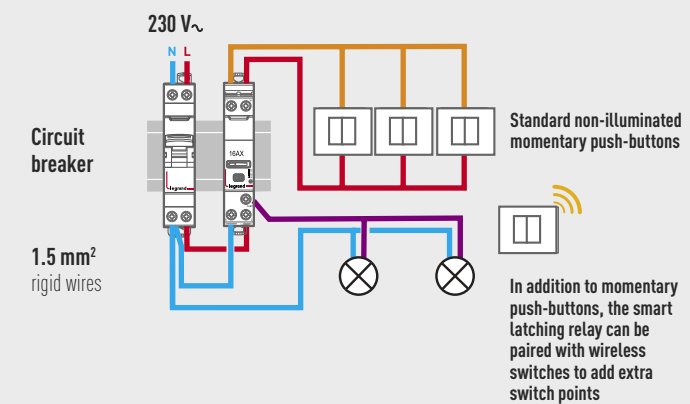 230 V~
N L
Circuit
breaker
16AX
legrand
legrand
Standard non-illuminated
momentary push-buttons
1.5 mm²
rigid wires
In addition to momentary
push-buttons, the smart
latching relay can be
paired with wireless
switches to add extra
switch points